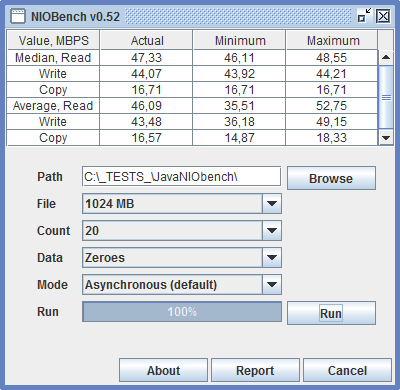 NIOBench v0.52
Value, MBPS Actual Minimum Maximum
Median, Read 47,33 46,11 48,55
Write 44,07 43,92 44,21
Copy 16,71 16,71 16,71
Average, Read 46,09 35,51 52,75
Write 43,48 36,18 49,15
Copy 16,57 14,87 18,33
Path C:\_TESTS_\JavaNIObench\ Browse
File 1024 MB
Count 20
Data Zeroes
Mode Asynchronous (default)
Run 100% Run
About Report Cancel